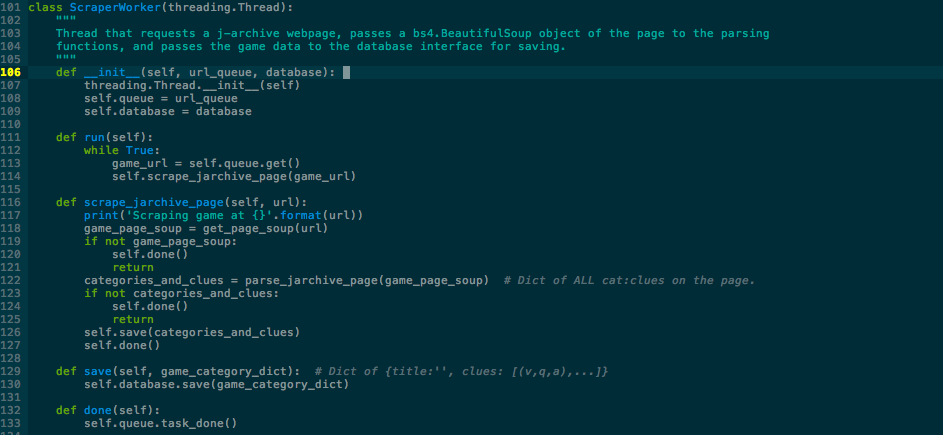 101 class ScraperWorker(threading.Thread):
102     """
103     Thread that requests a j-archive webpage, passes a bs4.BeautifulSoup object of the page to the parsing
104     functions, and passes the game data to the database interface for saving.
105     """
106     def __init__(self, url_queue, database):
107         threading.Thread.__init__(self)
108         self.queue = url_queue
109         self.database = database
110
111     def run(self):
112         while True:
113             game_url = self.queue.get()
114             self.scrape_jarchive_page(game_url)
115
116     def scrape_jarchive_page(self, url):
117         print('Scraping game at {}'.format(url))
118         game_page_soup = get_page_soup(url)
119         if not game_page_soup:
120             self.done()
121             return
122         categories_and_clues = parse_jarchive_page(game_page_soup)  # Dict of ALL cat:clues on the page.
123         if not categories_and_clues:
124             self.done()
125             return
126         self.save(categories_and_clues)
127         self.done()
128
129     def save(self, game_category_dict):  # Dict of {title:'', clues: [(v,q,a),...]}
130         self.database.save(game_category_dict)
131
132     def done(self):
133         self.queue.task_done()